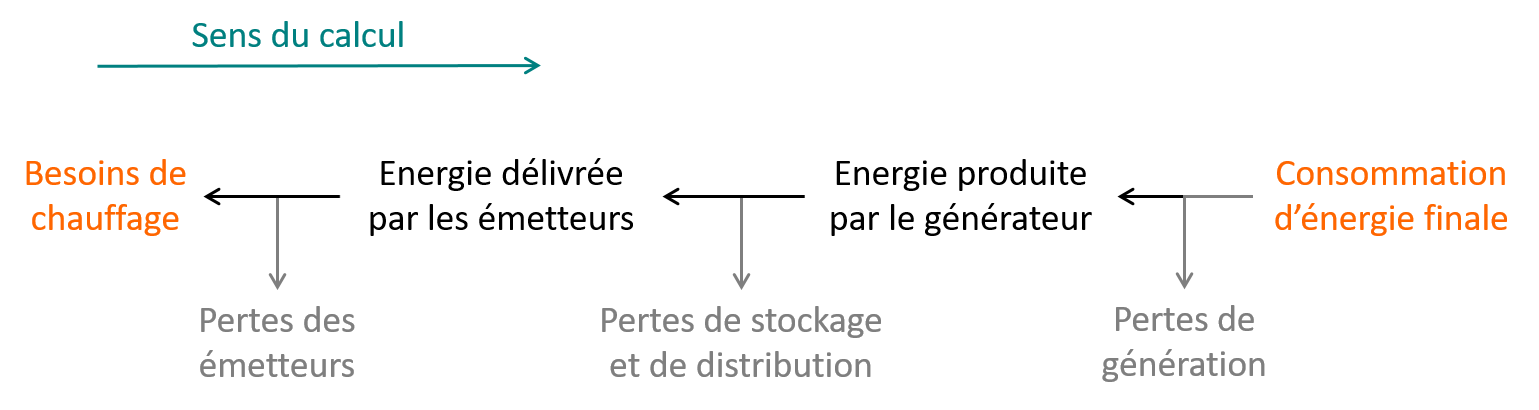 Sens du calcul
Besoins de
chauffage
Energie délivrée
par les émetteurs
Energie produite
par le générateur
Consommation
d’énergie finale
Pertes des
émetteurs
Pertes de stockage
et de distribution
Pertes de
génération